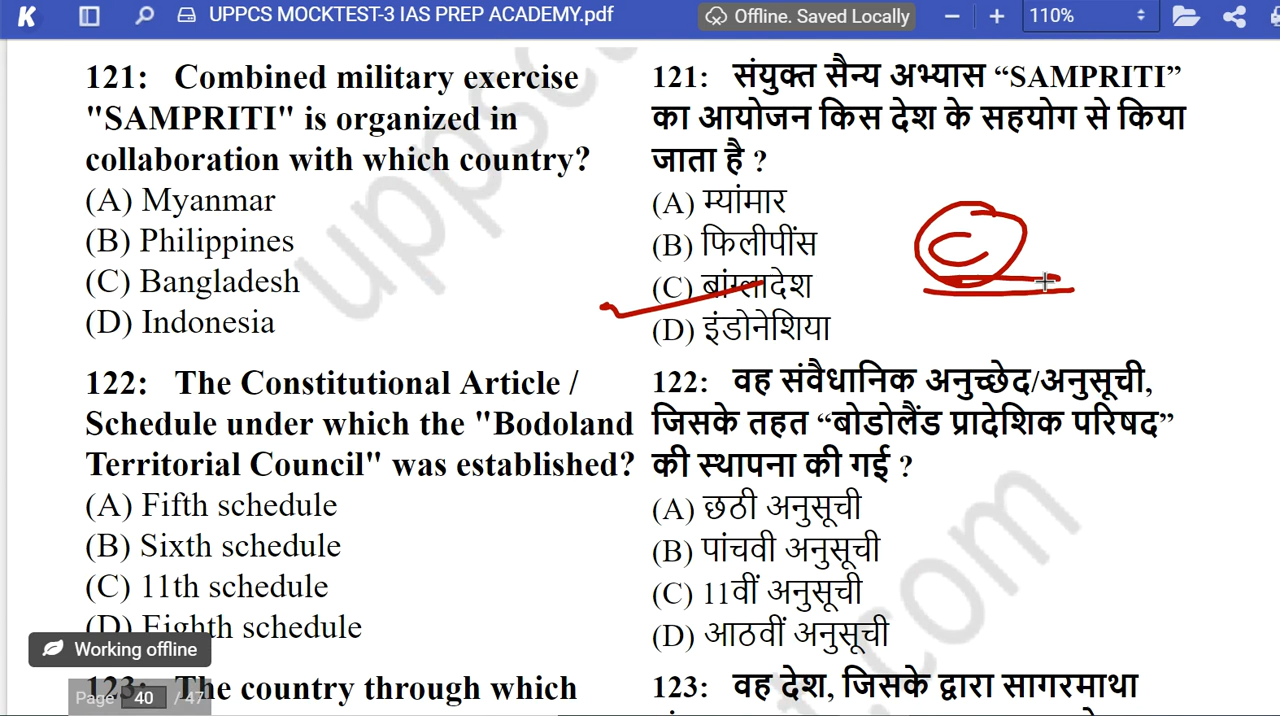 UPPCS MOCKTEST-3 IAS PREP ACADEMY.pdf
Offline. Saved Locally
110%
121: Combined military exercise
"SAMPRITI" is organized in
collaboration with which country?
(A) Myanmar
(B) Philippines
(C) Bangladesh
(D) Indonesia
122: The Constitutional Article /
Schedule under which the "Bodoland
Territorial Council" was established?
(A) Fifth schedule
(B) Sixth schedule
(C) 11th schedule
(D) Eighth schedule
123: The country through which
121: संयुक्त सैन्य अभ्यास “SAMPRITI”
का आयोजन किस देश के सहयोग से किया
जाता है ?
(A) म्यांमार
(B) फिलीपींस
(C) बांग्लादेश
(D) इंडोनेशिया
C
122: वह संवैधानिक अनुच्छेद/अनुसूची,
जिसके तहत “बोडोलैंड प्रादेशिक परिषद”
की स्थापना की गई ?
(A) छठी अनुसूची
(B) पांचवी अनुसूची
(C) 11वीं अनुसूची
(D) आठवीं अनुसूची
123: वह देश, जिसके द्वारा सागरमाथा
Working offline
Page 40 / 47